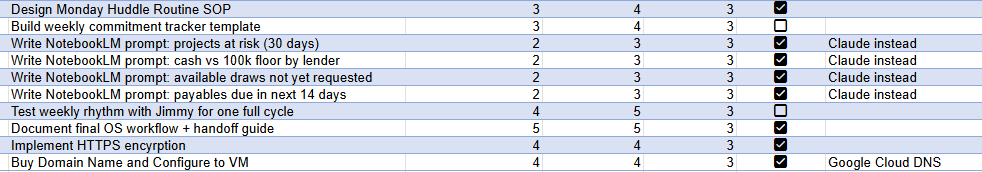 Design Monday Huddle Routine SOP 3 4 3
Build weekly commitment tracker template 3 4 3
Write NotebookLM prompt: projects at risk (30 days) 2 3 3 Claude instead
Write NotebookLM prompt: cash vs 100k floor by lender 2 3 3 Claude instead
Write NotebookLM prompt: available draws not yet requested 2 3 3 Claude instead
Write NotebookLM prompt: payables due in next 14 days 2 3 3 Claude instead
Test weekly rhythm with Jimmy for one full cycle 4 5 3
Document final OS workflow + handoff guide 5 5 3
Implement HTTPS encyrption 4 4 3
Buy Domain Name and Configure to VM 4 4 3 Google Cloud DNS